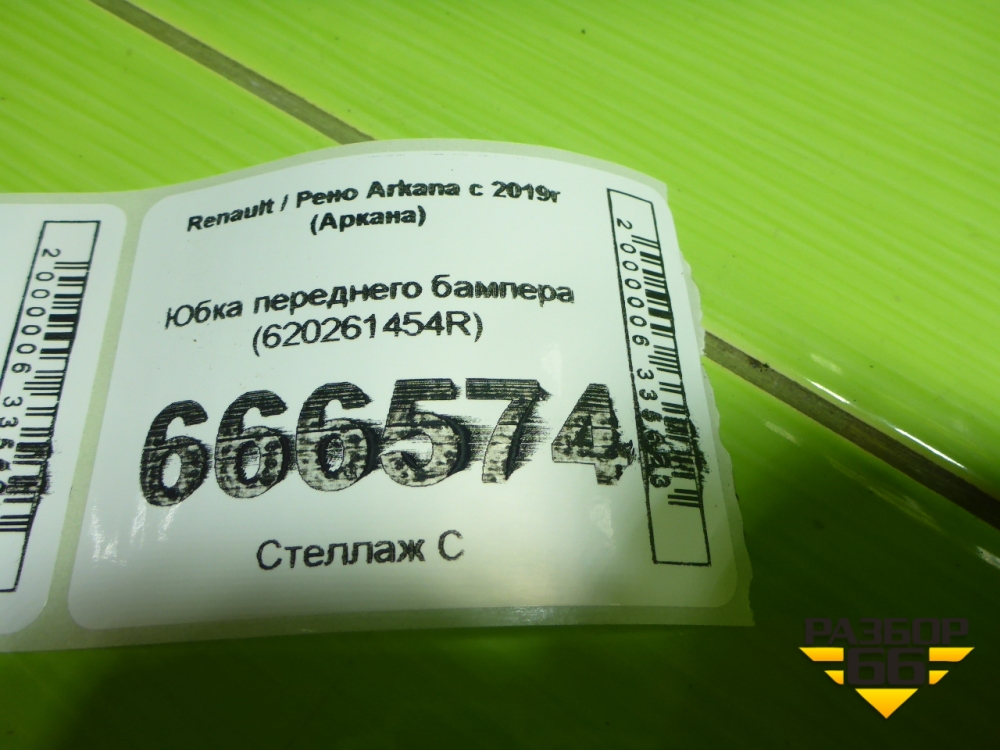 Renault / Рено Arkana с 2019г
(Аркана)
Юбка переднего бампера
(620261454R)
666574
Стеллаж С
РАЗБОР
66